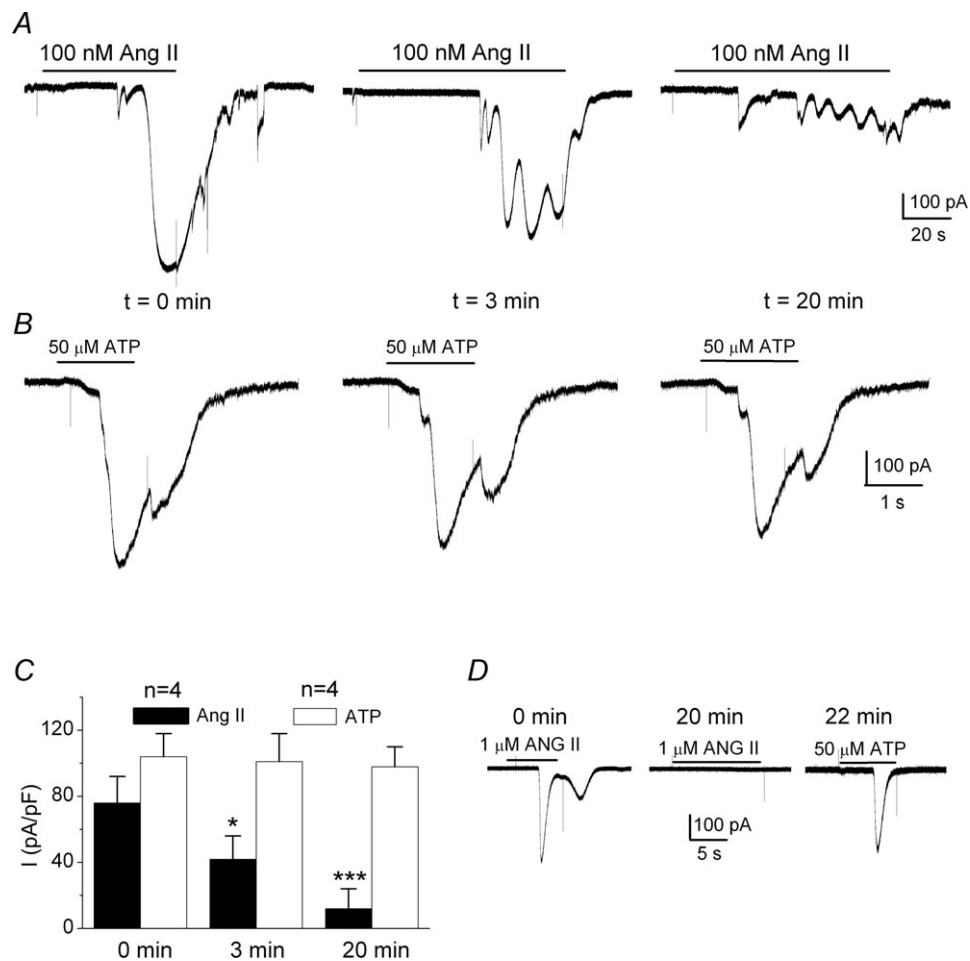 A
100 nM Ang II
100 nM Ang II
100 nM Ang II
100 pA
20 s
t = 0 min
t = 3 min
t = 20 min
B
50 μM ATP
50 μM ATP
50 μM ATP
100 pA
1 s
C
n=4
n=4
Ang II
ATP
I (pA/pF)
120
80
40
0
*
***
0 min
3 min
20 min
D
0 min
20 min
22 min
1 μM ANG II
1 μM ANG II
50 μM ATP
100 pA
5 s